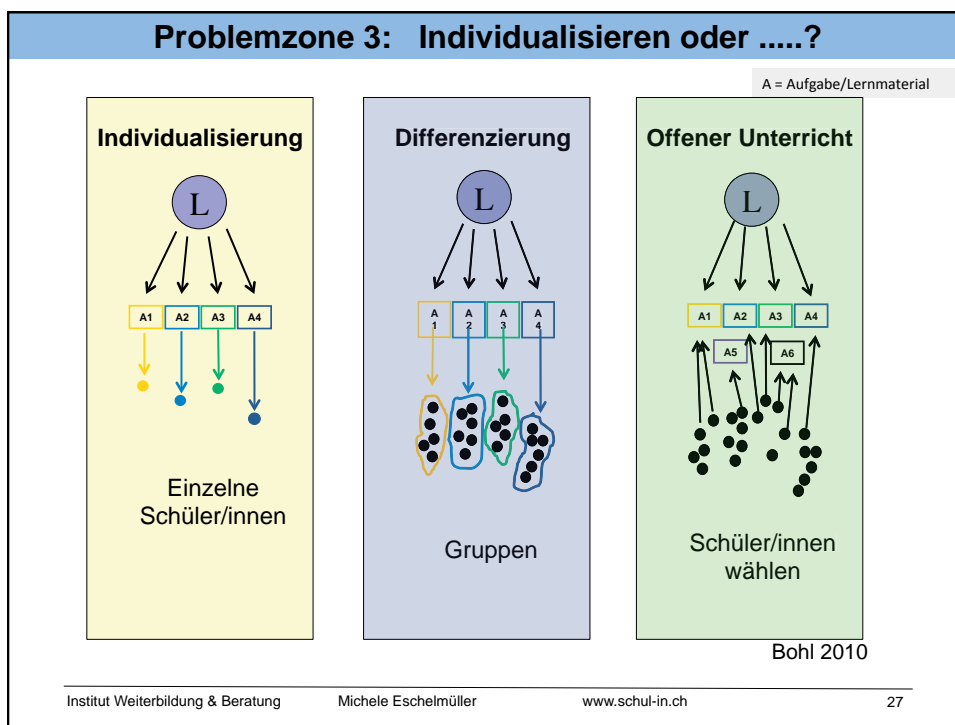 Problemzone 3: Individualisieren oder .....?
A = Aufgabe/Lernmaterial
Individualisierung
L
A1 A2 A3 A4
Einzelne
Schüler/innen
Differenzierung
L
A A A A
1 2 3 4
Gruppen
Offener Unterricht
L
A1 A2 A3 A4
A5 A6
Schüler/innen
wählen
Bohl 2010
Institut Weiterbildung & Beratung Michele Eschelmüller www.schul-in.ch 27